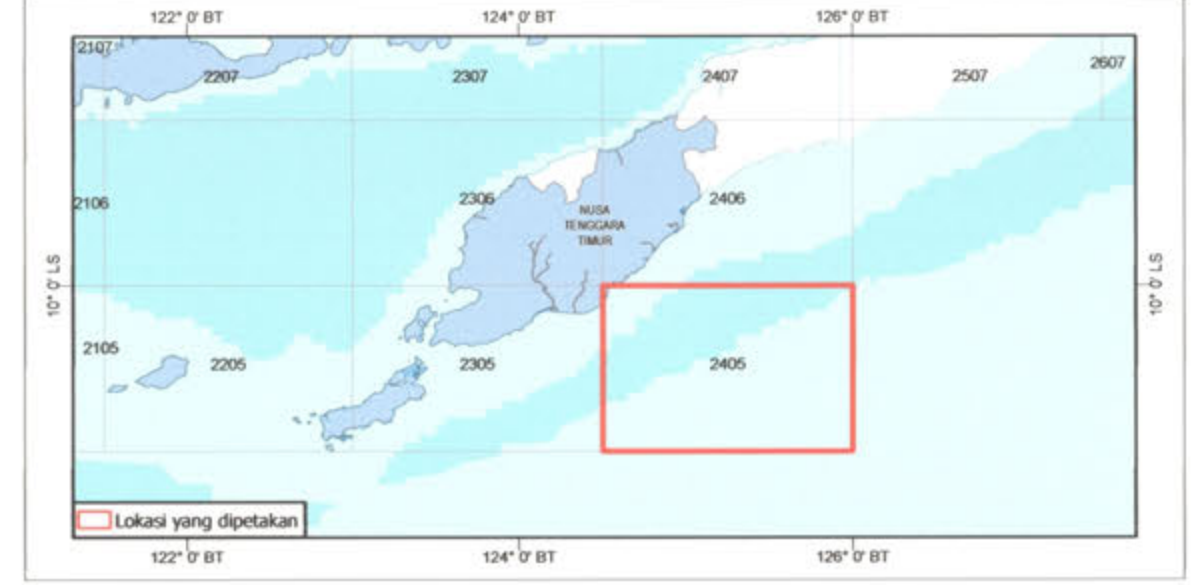 122° 0' BT 124° 0' BT 126° 0' BT
2107
2207 2307 2407 2507 2607
2106 2306 2406
NUSA
TENGGARA
TIMUR
10° 0' LS 10° 0' LS
2105 2205 2305 2405
Lokasi yang dipetakan
122° 0' BT 124° 0' BT 126° 0' BT